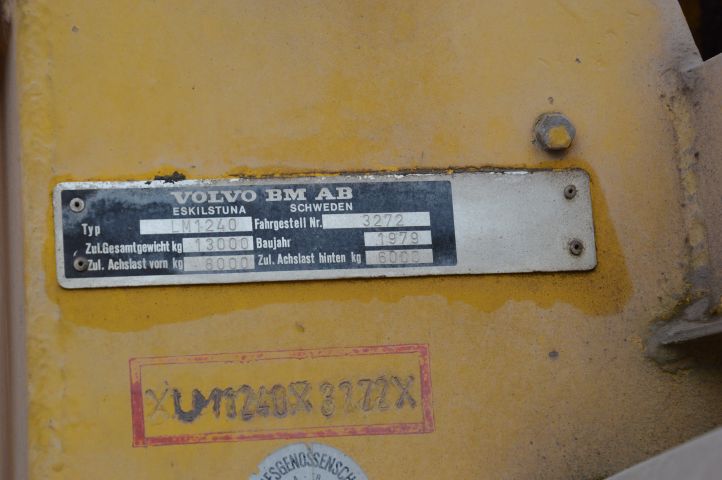 VOLVO BM AB
ESKILSTUNA SCHWEDEN
Typ LM1240 Fahrgestell Nr. 3272
Zul.Gesamtgewicht kg 13000 Baujahr 1979
Zul. Achslast vorn kg 8000 Zul. Achslast hinten kg 6000
XLM1240X3272X
ESGENOSSENSCH